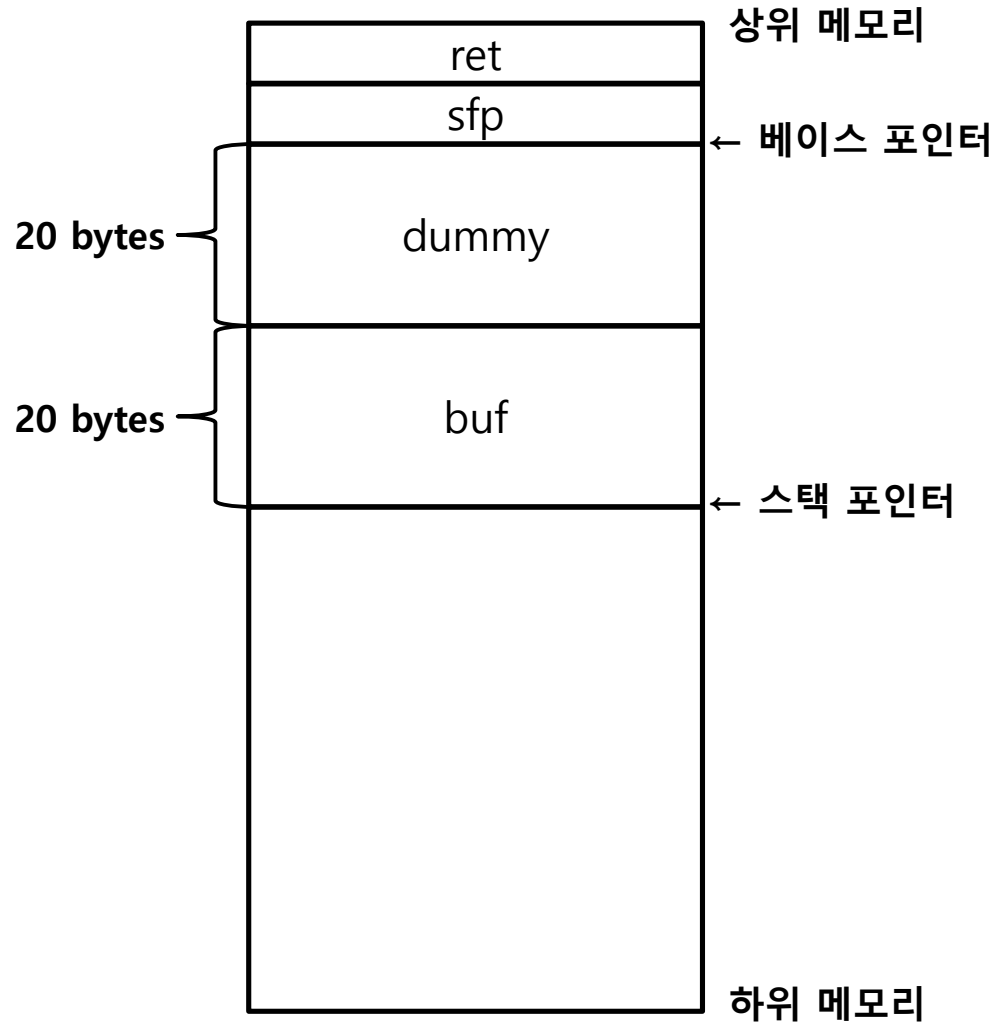 상위 메모리
ret
sfp
← 베이스 포인터
20 bytes
dummy
20 bytes
buf
← 스택 포인터
하위 메모리